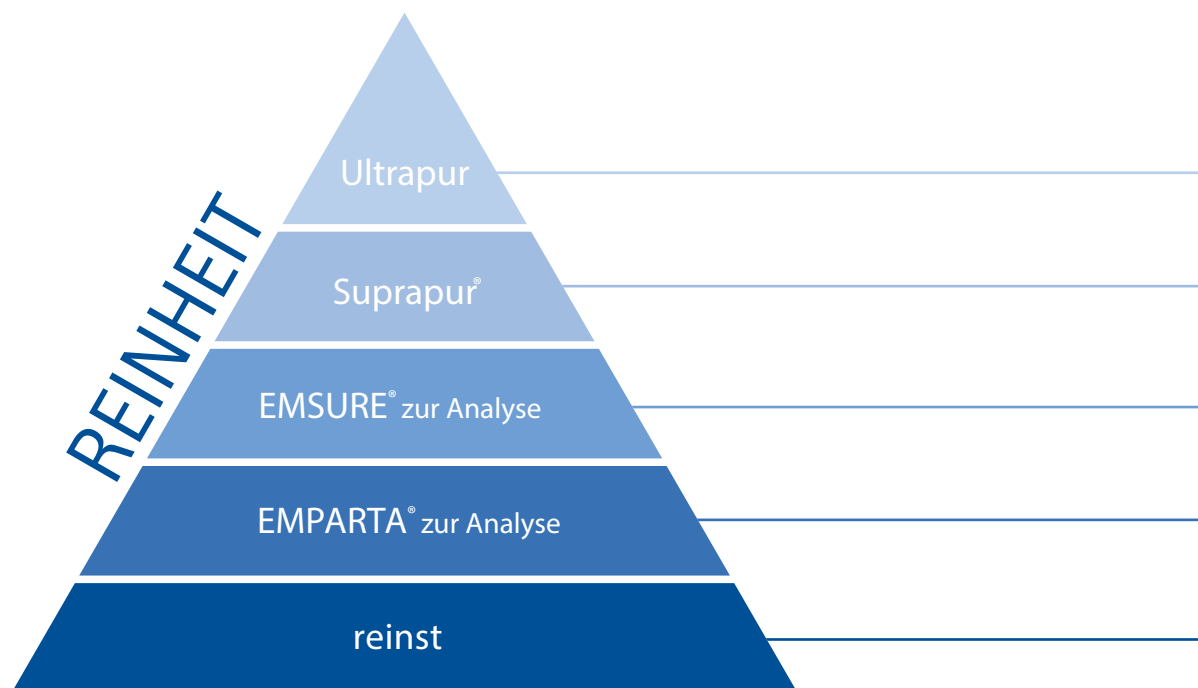 REINHEIT
Ultrapur
Suprapur®
EMSURE® zur Analyse
EMPARTA® zur Analyse
reinst